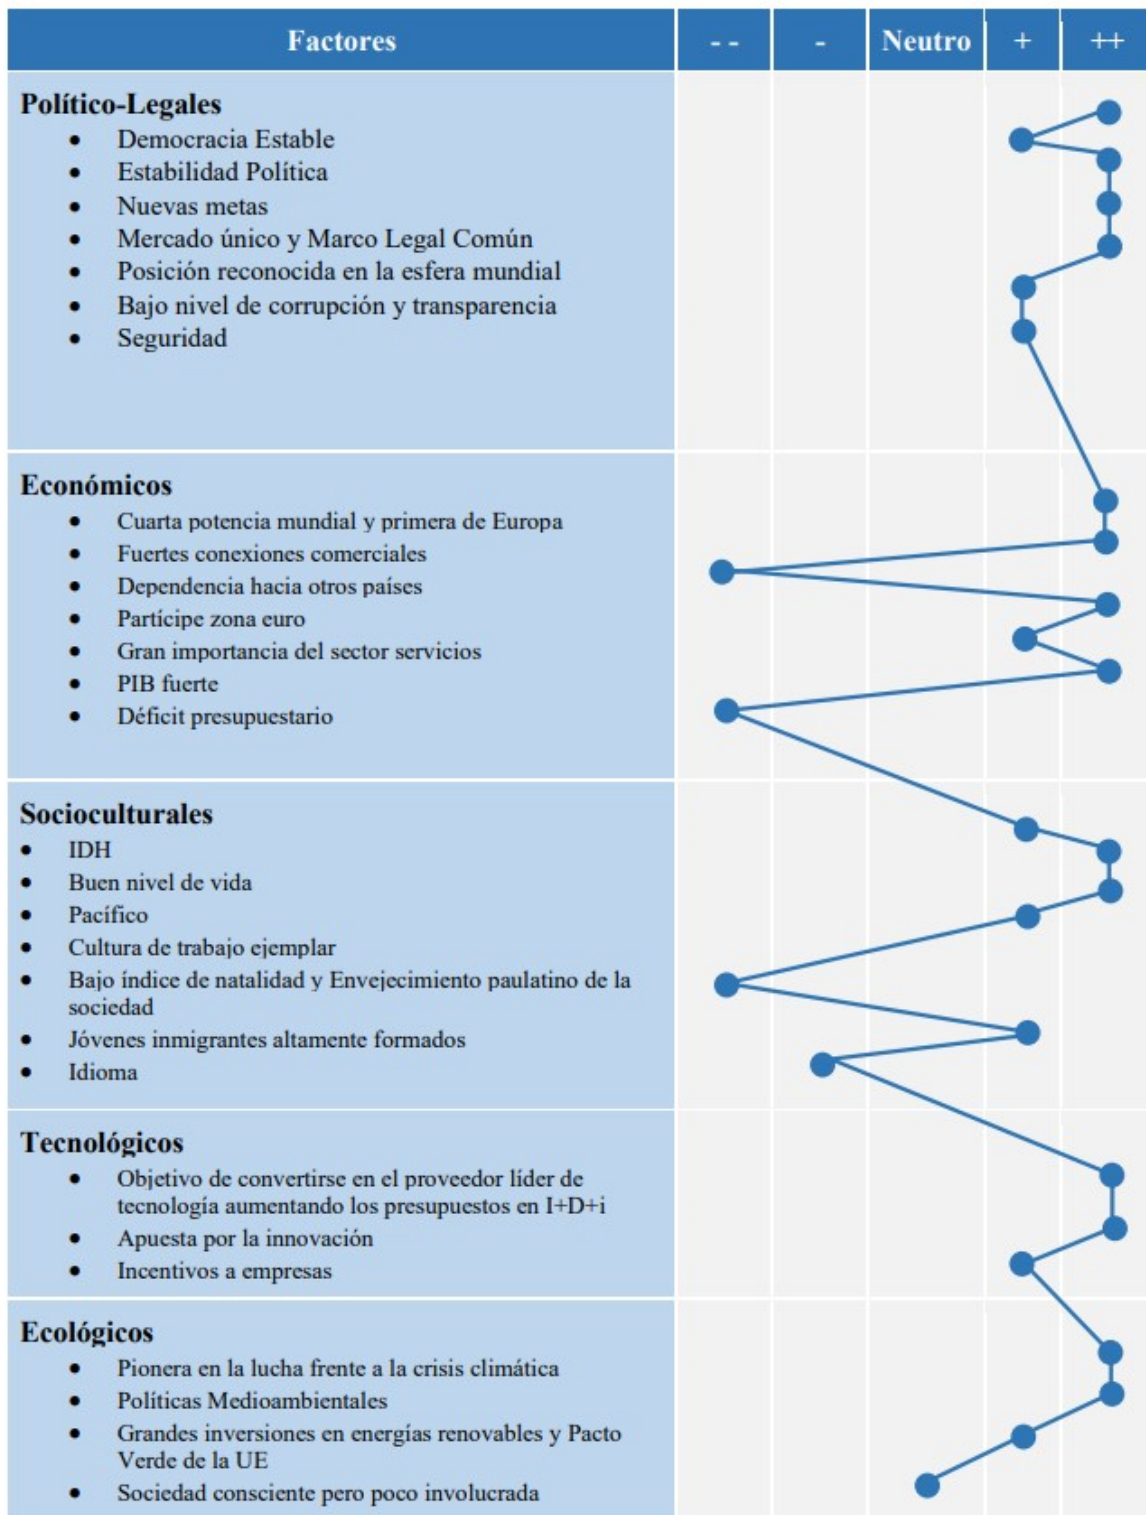 Factores - - - Neutro + ++
Político-Legales
• Democracia Estable
• Estabilidad Política
• Nuevas metas
• Mercado único y Marco Legal Común
• Posición reconocida en la esfera mundial
• Bajo nivel de corrupción y transparencia
• Seguridad
Económicos
• Cuarta potencia mundial y primera de Europa
• Fuertes conexiones comerciales
• Dependencia hacia otros países
• Partícipe zona euro
• Gran importancia del sector servicios
• PIB fuerte
• Déficit presupuestario
Socioculturales
• IDH
• Buen nivel de vida
• Pacífico
• Cultura de trabajo ejemplar
• Bajo índice de natalidad y Envejecimiento paulatino de la
sociedad
• Jóvenes inmigrantes altamente formados
• Idioma
Tecnológicos
• Objetivo de convertirse en el proveedor líder de
tecnología aumentando los presupuestos en I+D+i
• Apuesta por la innovación
• Incentivos a empresas
Ecológicos
• Pionera en la lucha frente a la crisis climática
• Políticas Medioambientales
• Grandes inversiones en energías renovables y Pacto
Verde de la UE
• Sociedad consciente pero poco involucrada